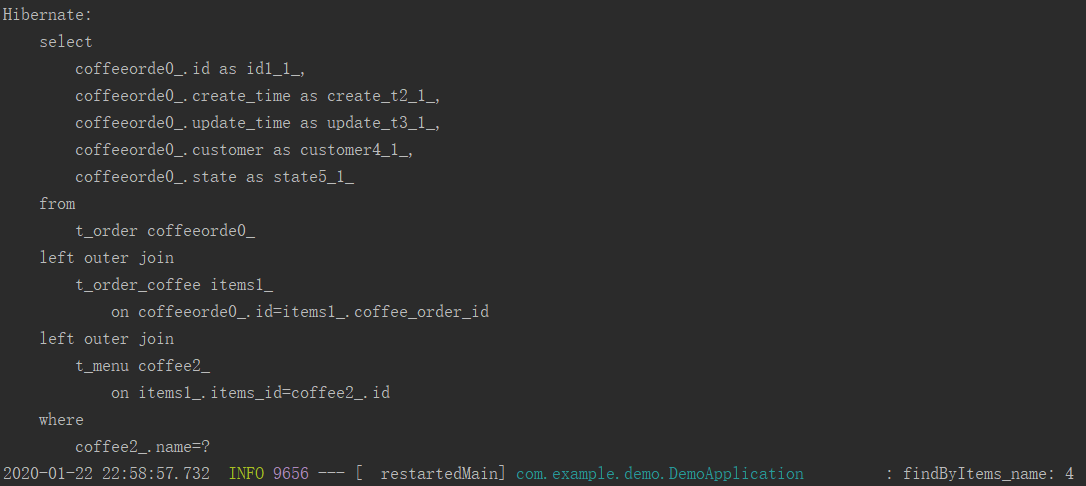 Hibernate:
    select
        coffeeorde0_.id as id1_1_,
        coffeeorde0_.create_time as create_t2_1_,
        coffeeorde0_.update_time as update_t3_1_,
        coffeeorde0_.customer as customer4_1_,
        coffeeorde0_.state as state5_1_
    from
        t_order coffeeorde0_
    left outer join
        t_order_coffee items1_
            on coffeeorde0_.id=items1_.coffee_order_id
    left outer join
        t_menu coffee2_
            on items1_.items_id=coffee2_.id
    where
        coffee2_.name=?
2020-01-22 22:58:57.732  INFO 9656 --- [  restartedMain] com.example.demo.DemoApplication         : findByItems_name: 4